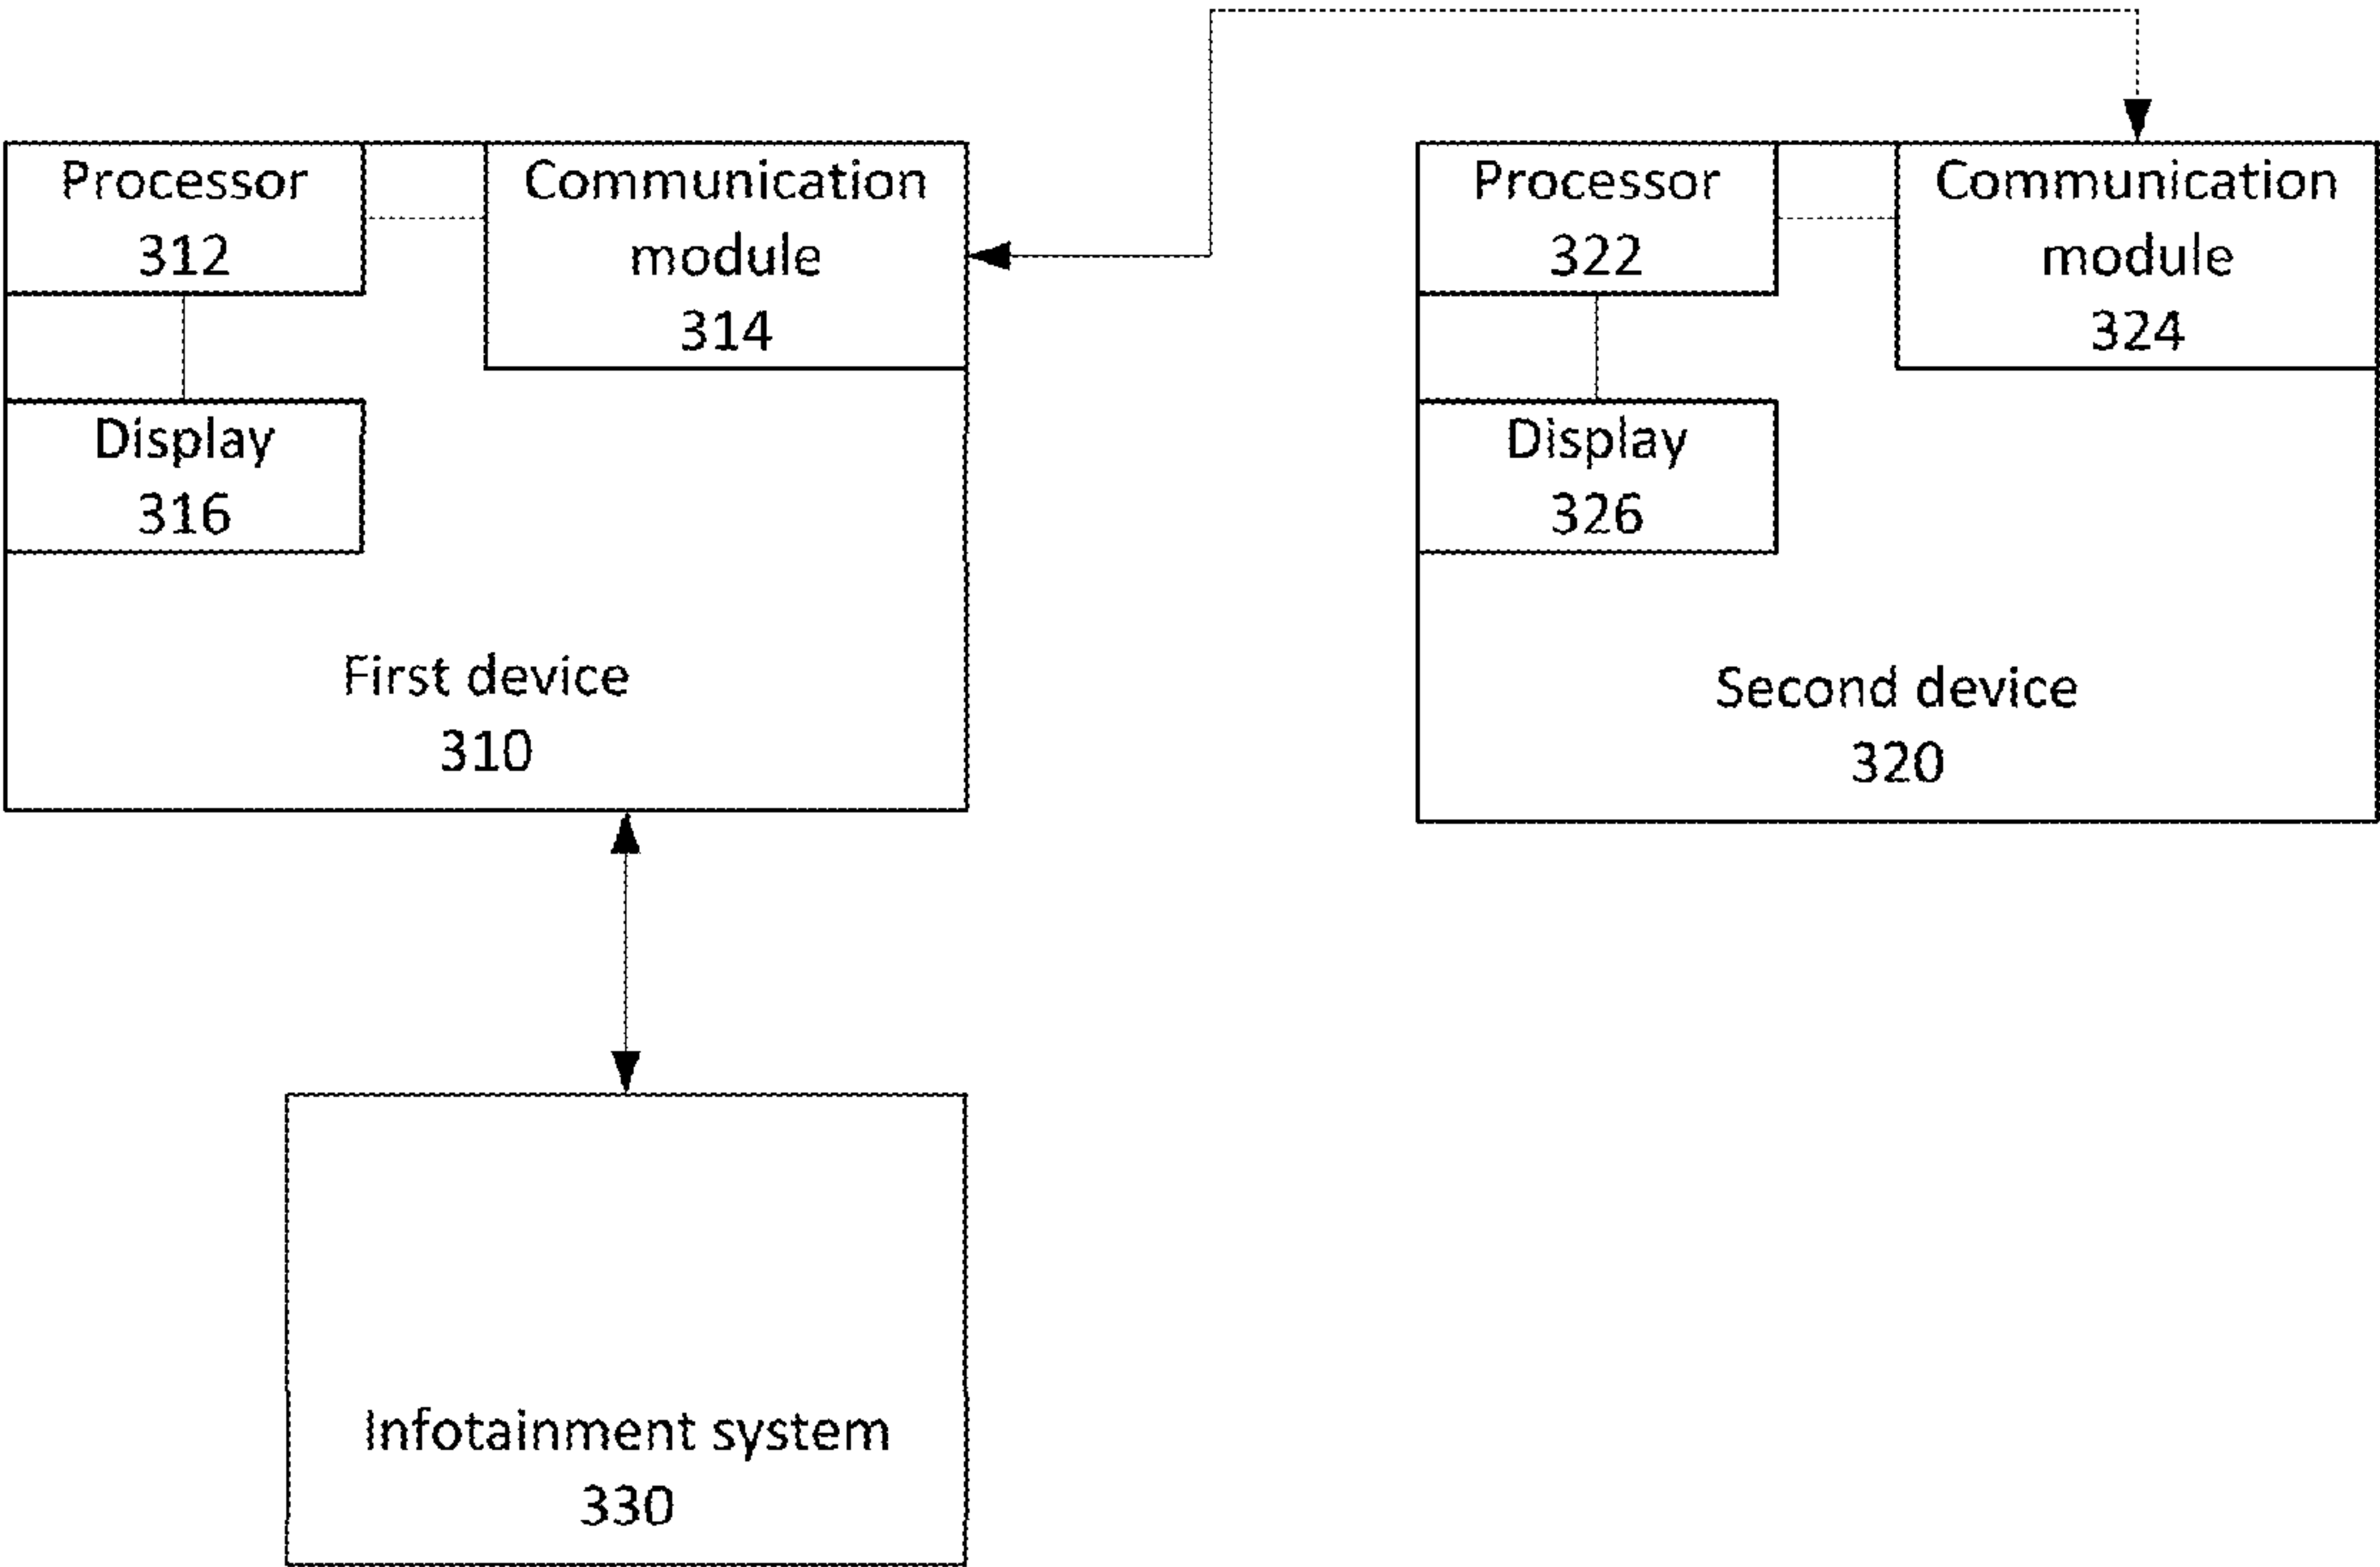 Processor
312
Communication
module
314
Display
316
First device
310
Processor
322
Communication
module
324
Display
326
Second device
320
Infotainment system
330